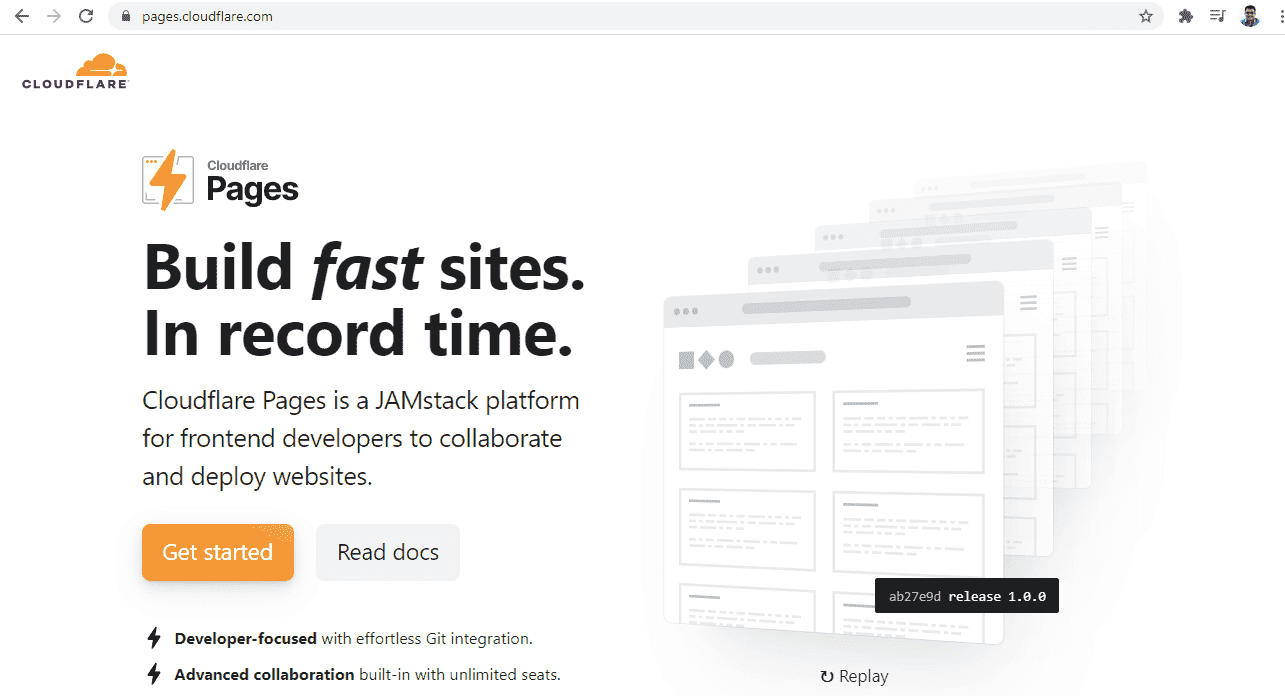 pages.cloudflare.com
CLOUDFLARE
Cloudflare
Pages
Build fast sites.
In record time.
Cloudflare Pages is a JAMstack platform
for frontend developers to collaborate
and deploy websites.
Get started
Read docs
Developer-focused with effortless Git integration.
Advanced collaboration built-in with unlimited seats.
ab27e9d release 1.0.0
↻ Replay